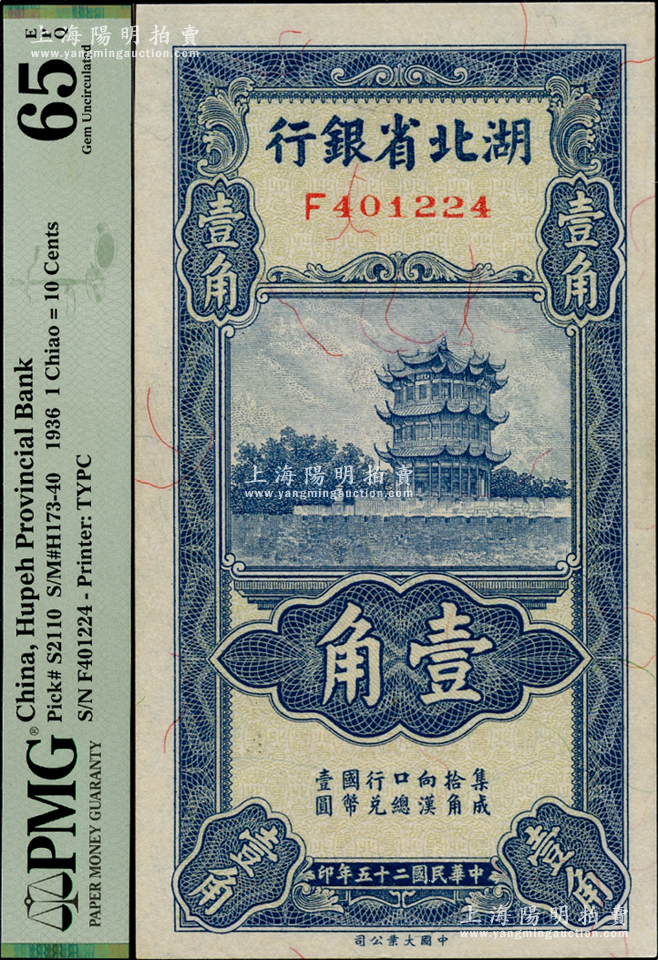 PMG®
PAPER MONEY GUARANTY
China, Hupeh Provincial Bank
Pick# S2110 S/M#H173-40 1936 1 Chiao = 10 Cents
S/N F401224 - Printer: TYPC
65 EPQ
Gem Uncirculated
上海陽明拍賣
www.yangmingauction.com
湖北省銀行
F401224
壹角
壹角
上海陽明拍賣
www.yangmingauction.com
壹角
集成拾角向漢口總行兌國幣壹圓
壹角
壹角
中華民國二十五年印
中國大業公司
上海陽明拍賣
www.yangmingauction.com